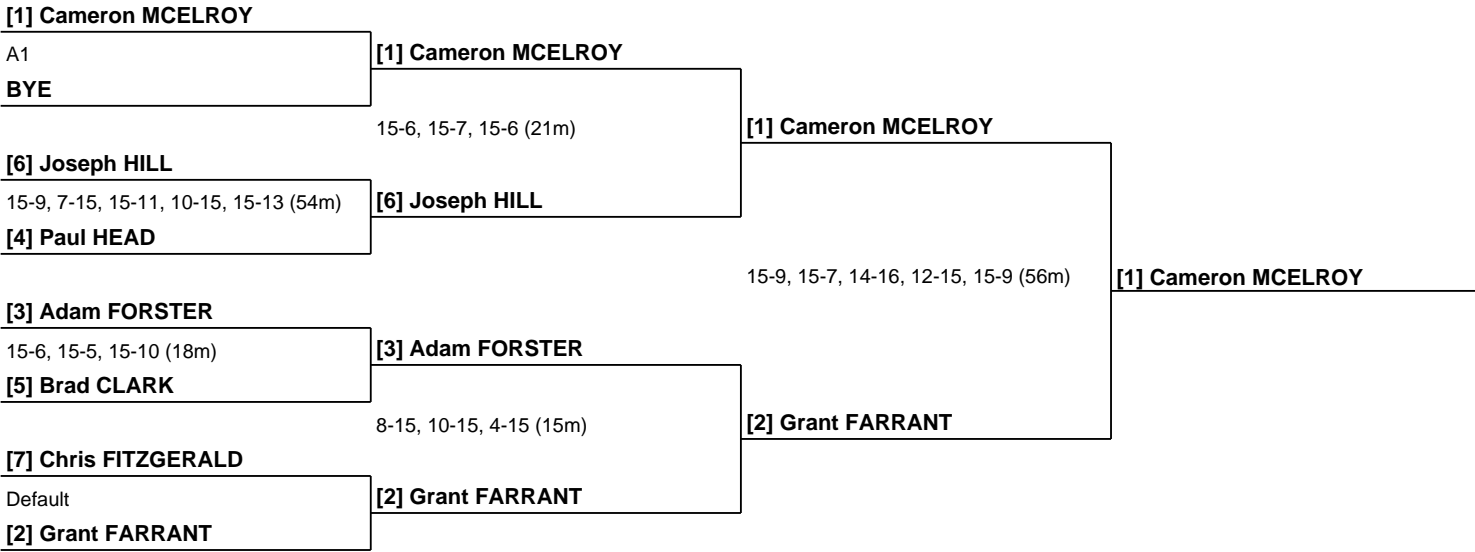 [1] Cameron MCELROY
A1
BYE
[1] Cameron MCELROY
15-6, 15-7, 15-6 (21m)
[1] Cameron MCELROY
[6] Joseph HILL
15-9, 7-15, 15-11, 10-15, 15-13 (54m)
[4] Paul HEAD
[6] Joseph HILL
15-9, 15-7, 14-16, 12-15, 15-9 (56m)
[1] Cameron MCELROY
[3] Adam FORSTER
15-6, 15-5, 15-10 (18m)
[5] Brad CLARK
[3] Adam FORSTER
8-15, 10-15, 4-15 (15m)
[2] Grant FARRANT
[7] Chris FITZGERALD
Default
[2] Grant FARRANT
[2] Grant FARRANT